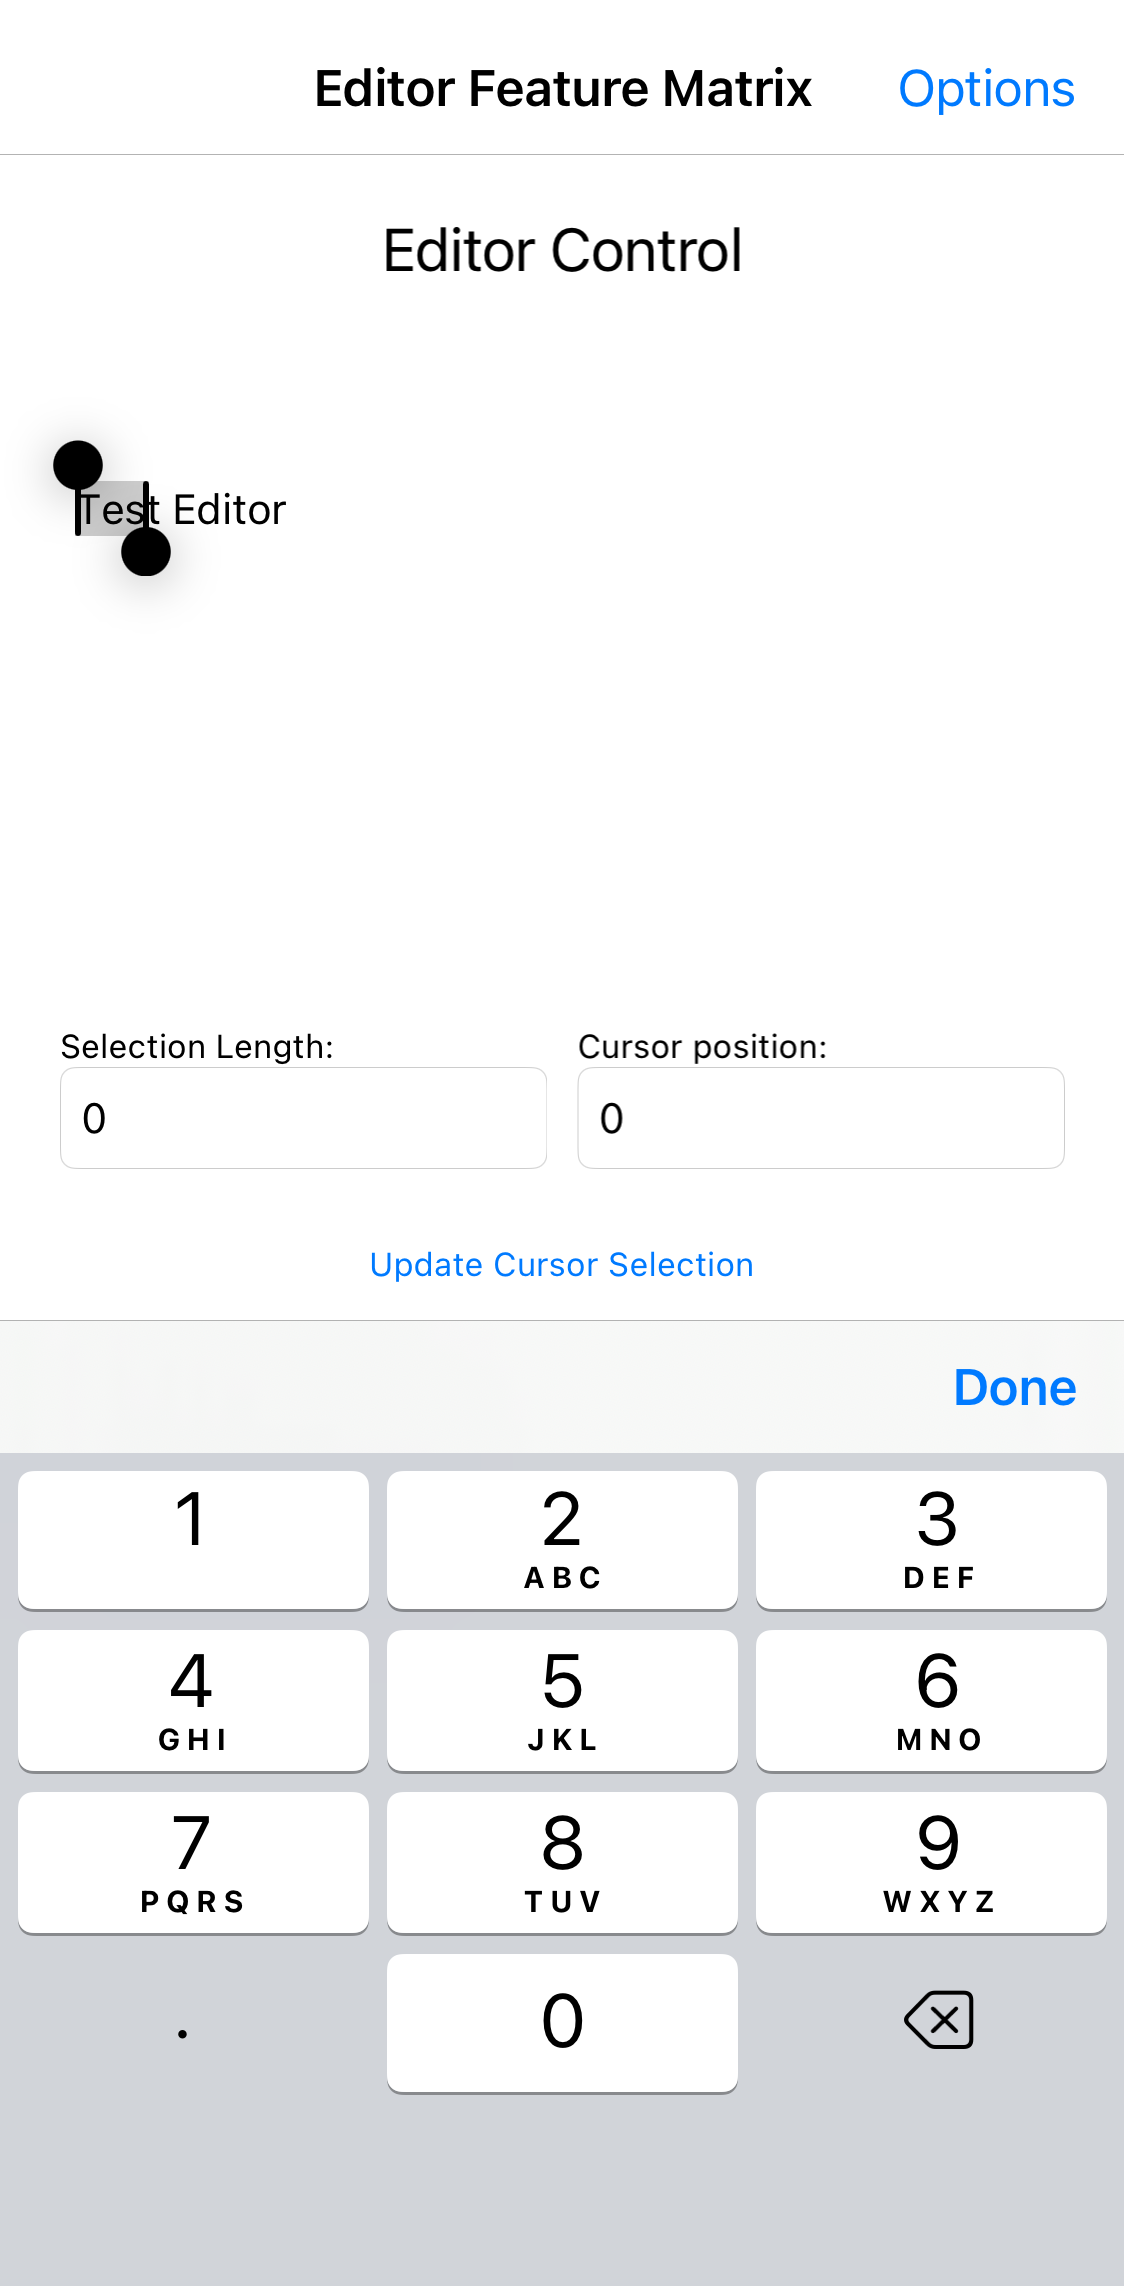 Editor Feature Matrix Options
Editor Control
Test Editor
Selection Length: Cursor position:
0 0
Update Cursor Selection
Done
1 2 3
ABC DEF
4 5 6
GHI JKL MNO
7 8 9
PQRS TUV WXYZ
. 0